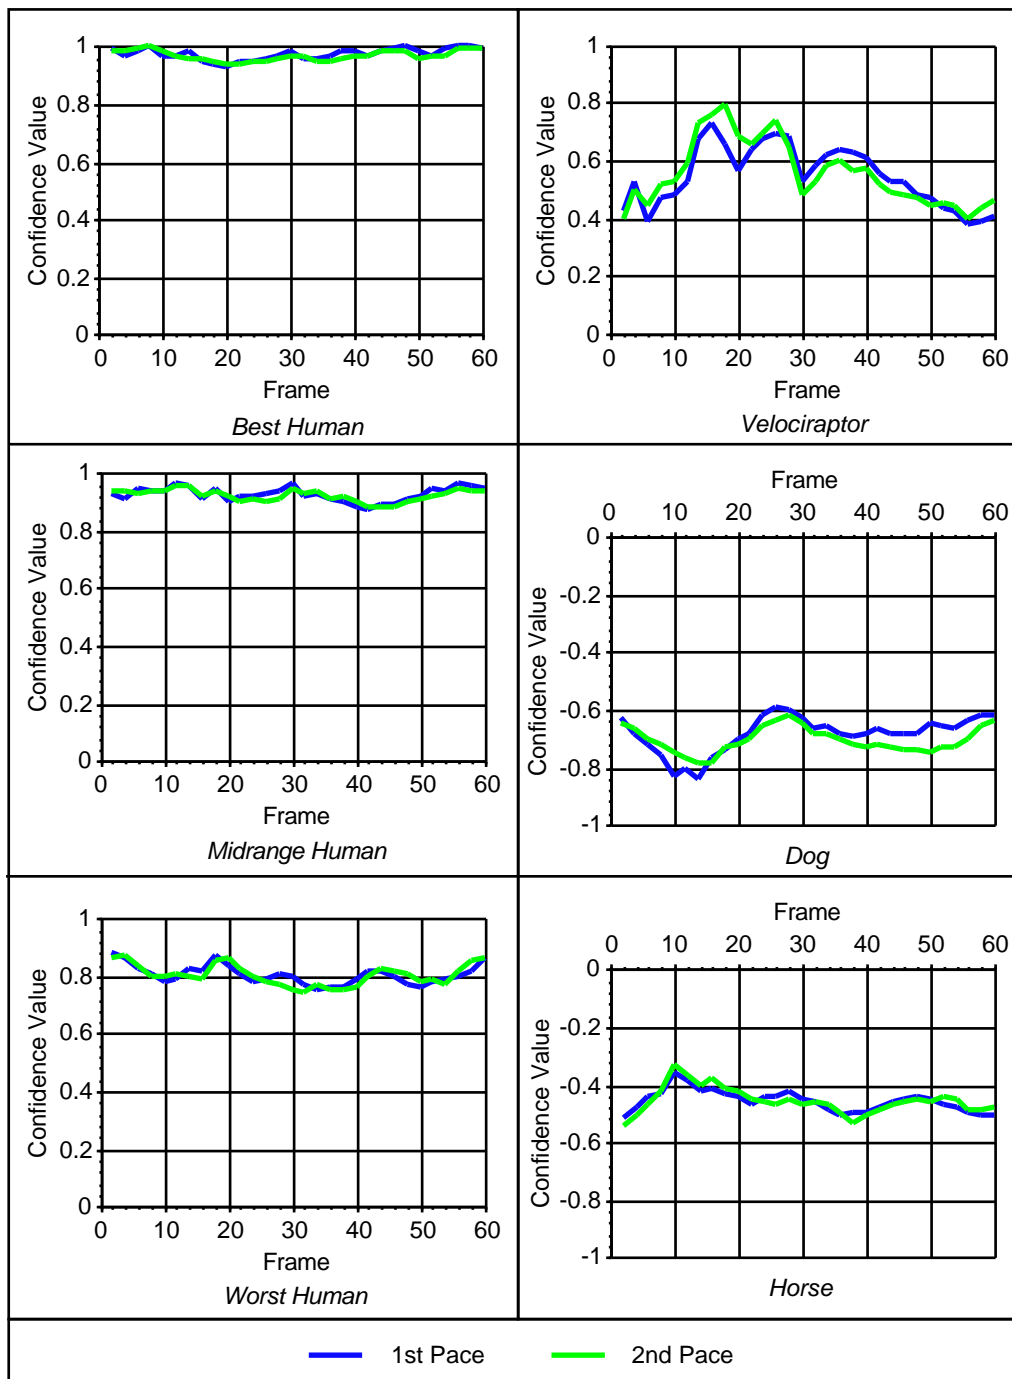 1
0.8
0.6
0.4
0.2
0
0 10 20 30 40 50 60
Confidence Value
Frame
Best Human
1
0.8
0.6
0.4
0.2
0
0 10 20 30 40 50 60
Confidence Value
Frame
Velociraptor
1
0.8
0.6
0.4
0.2
0
0 10 20 30 40 50 60
Confidence Value
Frame
Midrange Human
Frame
0 10 20 30 40 50 60
0
-0.2
-0.4
-0.6
-0.8
-1
Confidence Value
Dog
1
0.8
0.6
0.4
0.2
0
0 10 20 30 40 50 60
Confidence Value
Frame
Worst Human
Frame
0 10 20 30 40 50 60
0
-0.2
-0.4
-0.6
-0.8
-1
Confidence Value
Horse
1st Pace 2nd Pace